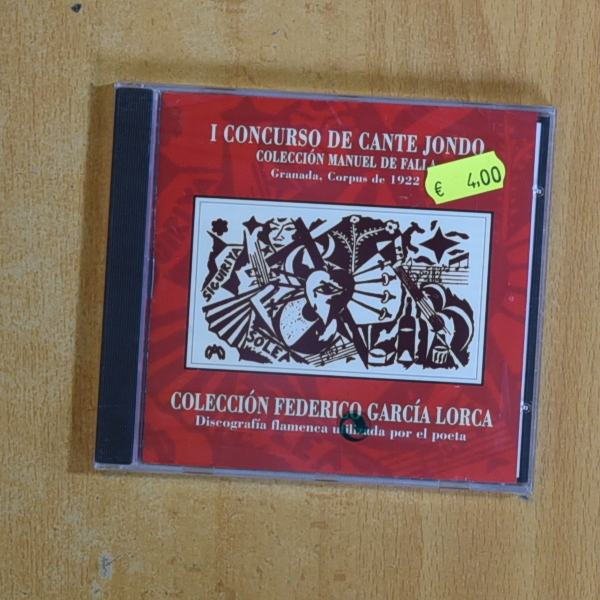 I CONCURSO DE CANTE JONDO
COLECCIÓN MANUEL DE FALLA
Granada, Corpus de 1922
€ 4,00
SIGUIRIYA
SOLEA
COLECCIÓN FEDERICO GARCÍA LORCA
Discografía flamenca utilizada por el poeta